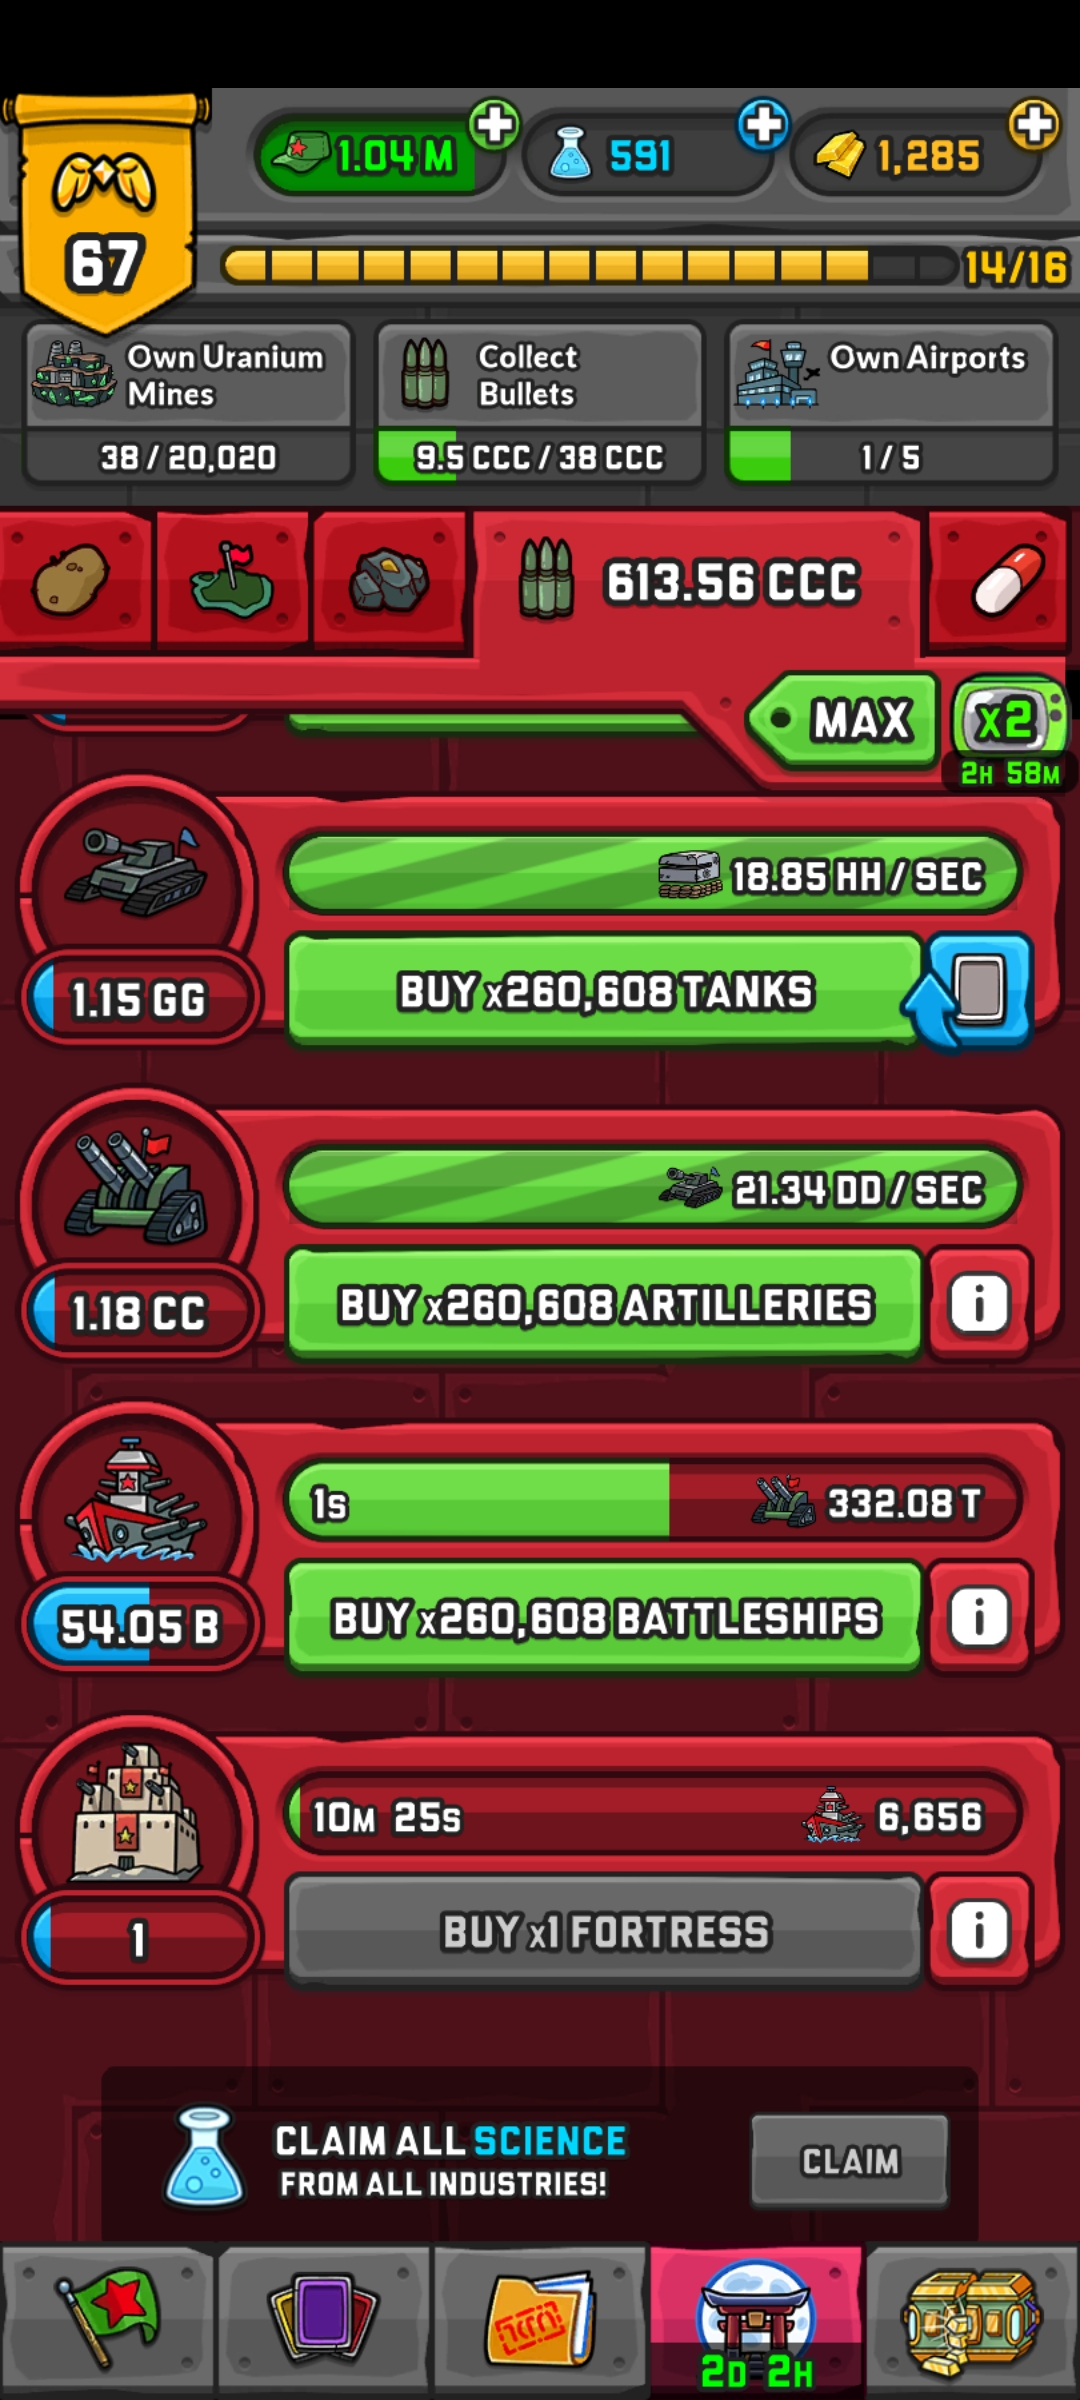 1.04 M
591
1,285
67
14/16
Own Uranium
Mines
38 / 20,020
Collect
Bullets
9.5 CCC / 38 CCC
Own Airports
1 / 5
613.56 CCC
MAX
x2
2H 58M
18.85 HH / SEC
1.15 GG
BUY x260,608 TANKS
21.34 DD / SEC
1.18 CC
BUY x260,608 ARTILLERIES
i
1s
332.08 T
54.05 B
BUY x260,608 BATTLESHIPS
i
10M 25s
6,656
1
BUY x1 FORTRESS
i
CLAIM ALL SCIENCE
FROM ALL INDUSTRIES!
CLAIM
2D 2H